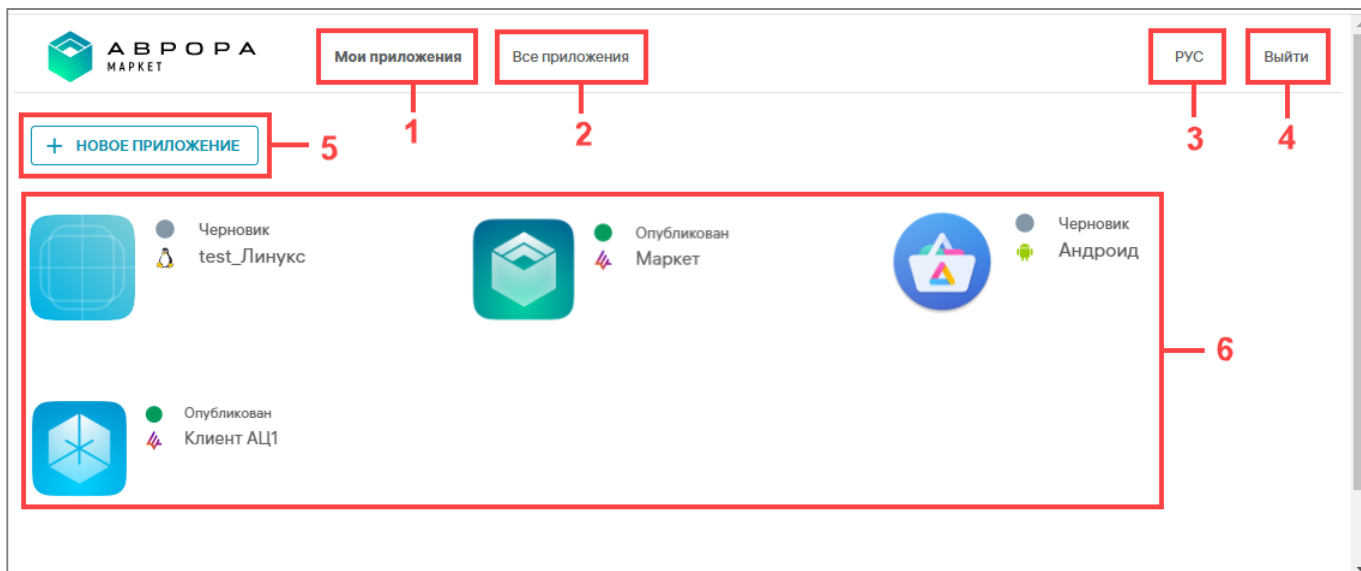 АВРОРА
МАРКЕТ
Мои приложения
Все приложения
РУС
Выйти
1
2
3
4
+ НОВОЕ ПРИЛОЖЕНИЕ
5
Черновик
test_Линукс
Опубликован
Маркет
Черновик
Андроид
6
Опубликован
Клиент АЦ1